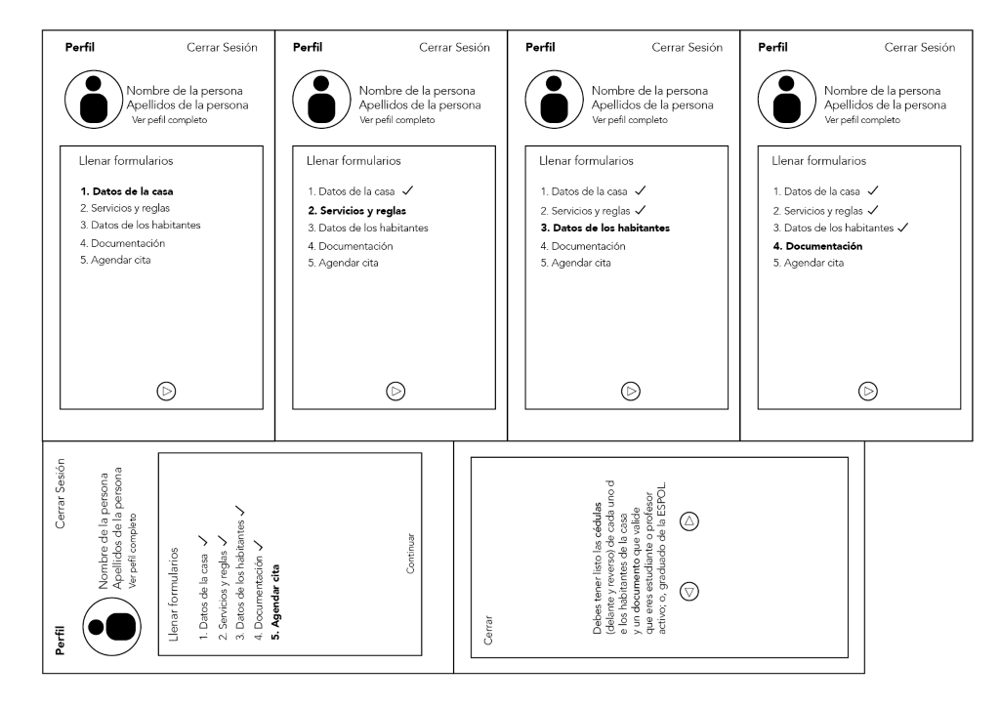 Perfil Cerrar Sesión
Nombre de la persona
Apellidos de la persona
Ver pefil completo
Llenar formularios
1. Datos de la casa
2. Servicios y reglas
3. Datos de los habitantes
4. Documentación
5. Agendar cita
Perfil Cerrar Sesión
Nombre de la persona
Apellidos de la persona
Ver pefil completo
Llenar formularios
1. Datos de la casa ✓
2. Servicios y reglas
3. Datos de los habitantes
4. Documentación
5. Agendar cita
Perfil Cerrar Sesión
Nombre de la persona
Apellidos de la persona
Ver pefil completo
Llenar formularios
1. Datos de la casa ✓
2. Servicios y reglas ✓
3. Datos de los habitantes
4. Documentación
5. Agendar cita
Perfil Cerrar Sesión
Nombre de la persona
Apellidos de la persona
Ver pefil completo
Llenar formularios
1. Datos de la casa ✓
2. Servicios y reglas ✓
3. Datos de los habitantes ✓
4. Documentación
5. Agendar cita
Perfil Cerrar Sesión
Nombre de la persona
Apellidos de la persona
Ver pefil completo
Llenar formularios
1. Datos de la casa ✓
2. Servicios y reglas ✓
3. Datos de los habitantes ✓
4. Documentación ✓
5. Agendar cita
Continuar
Cerrar
Debes tener listo las cédulas
(delante y reverso) de cada uno d
e los habitantes de la casa
y un documento que valide
que eres estudiante o profesor
activo; o, graduado de la ESPOL.